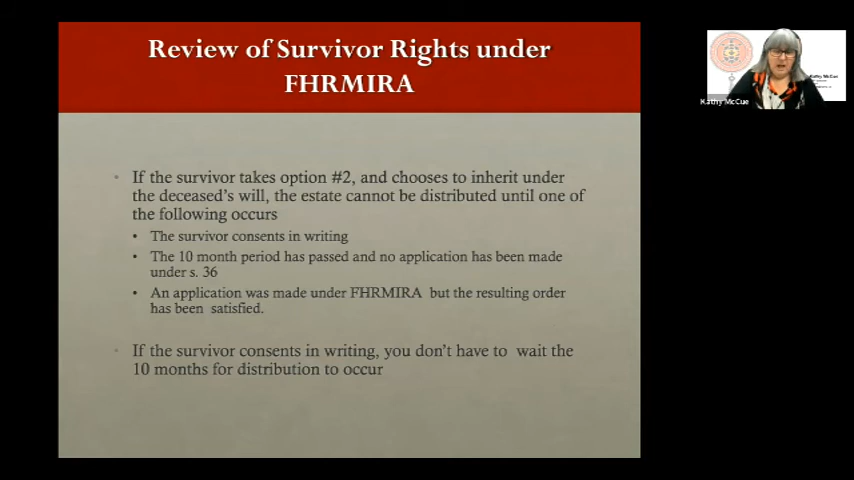 Review of Survivor Rights under
FHRMIRA
If the survivor takes option #2, and chooses to inherit under
the deceased's will, the estate cannot be distributed until one of
the following occurs
• The survivor consents in writing
• The 10 month period has passed and no application has been made
under s. 36
• An application was made under FHRMIRA but the resulting order
has been satisfied.
If the survivor consents in writing, you don't have to wait the
10 months for distribution to occur
Kathy McCue
Kathy McCue